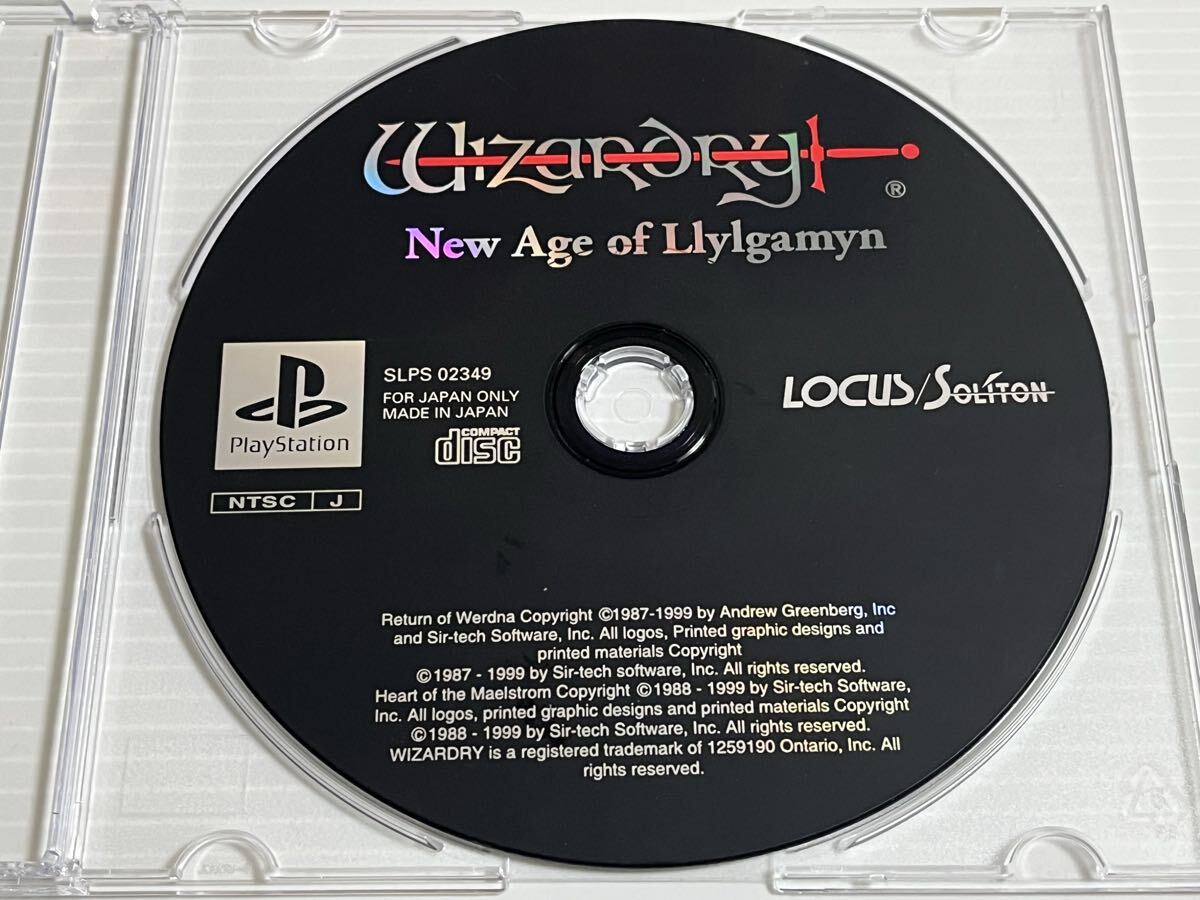 Wizardry
®
New Age of Llylgamyn
PlayStation
SLPS 02349
FOR JAPAN ONLY
MADE IN JAPAN
COMPACT
disc
NTSC J
LOCUS/SOLITON
Return of Werdna Copyright ©1987-1999 by Andrew Greenberg, Inc
and Sir-tech Software, Inc. All logos, Printed graphic designs and
printed materials Copyright
©1987 - 1999 by Sir-tech software, Inc. All rights reserved.
Heart of the Maelstrom Copyright ©1988 - 1999 by Sir-tech Software,
Inc. All logos, printed graphic designs and printed materials Copyright
©1988 - 1999 by Sir-tech Software, Inc. All rights reserved.
WIZARDRY is a registered trademark of 1259190 Ontario, Inc. All
rights reserved.